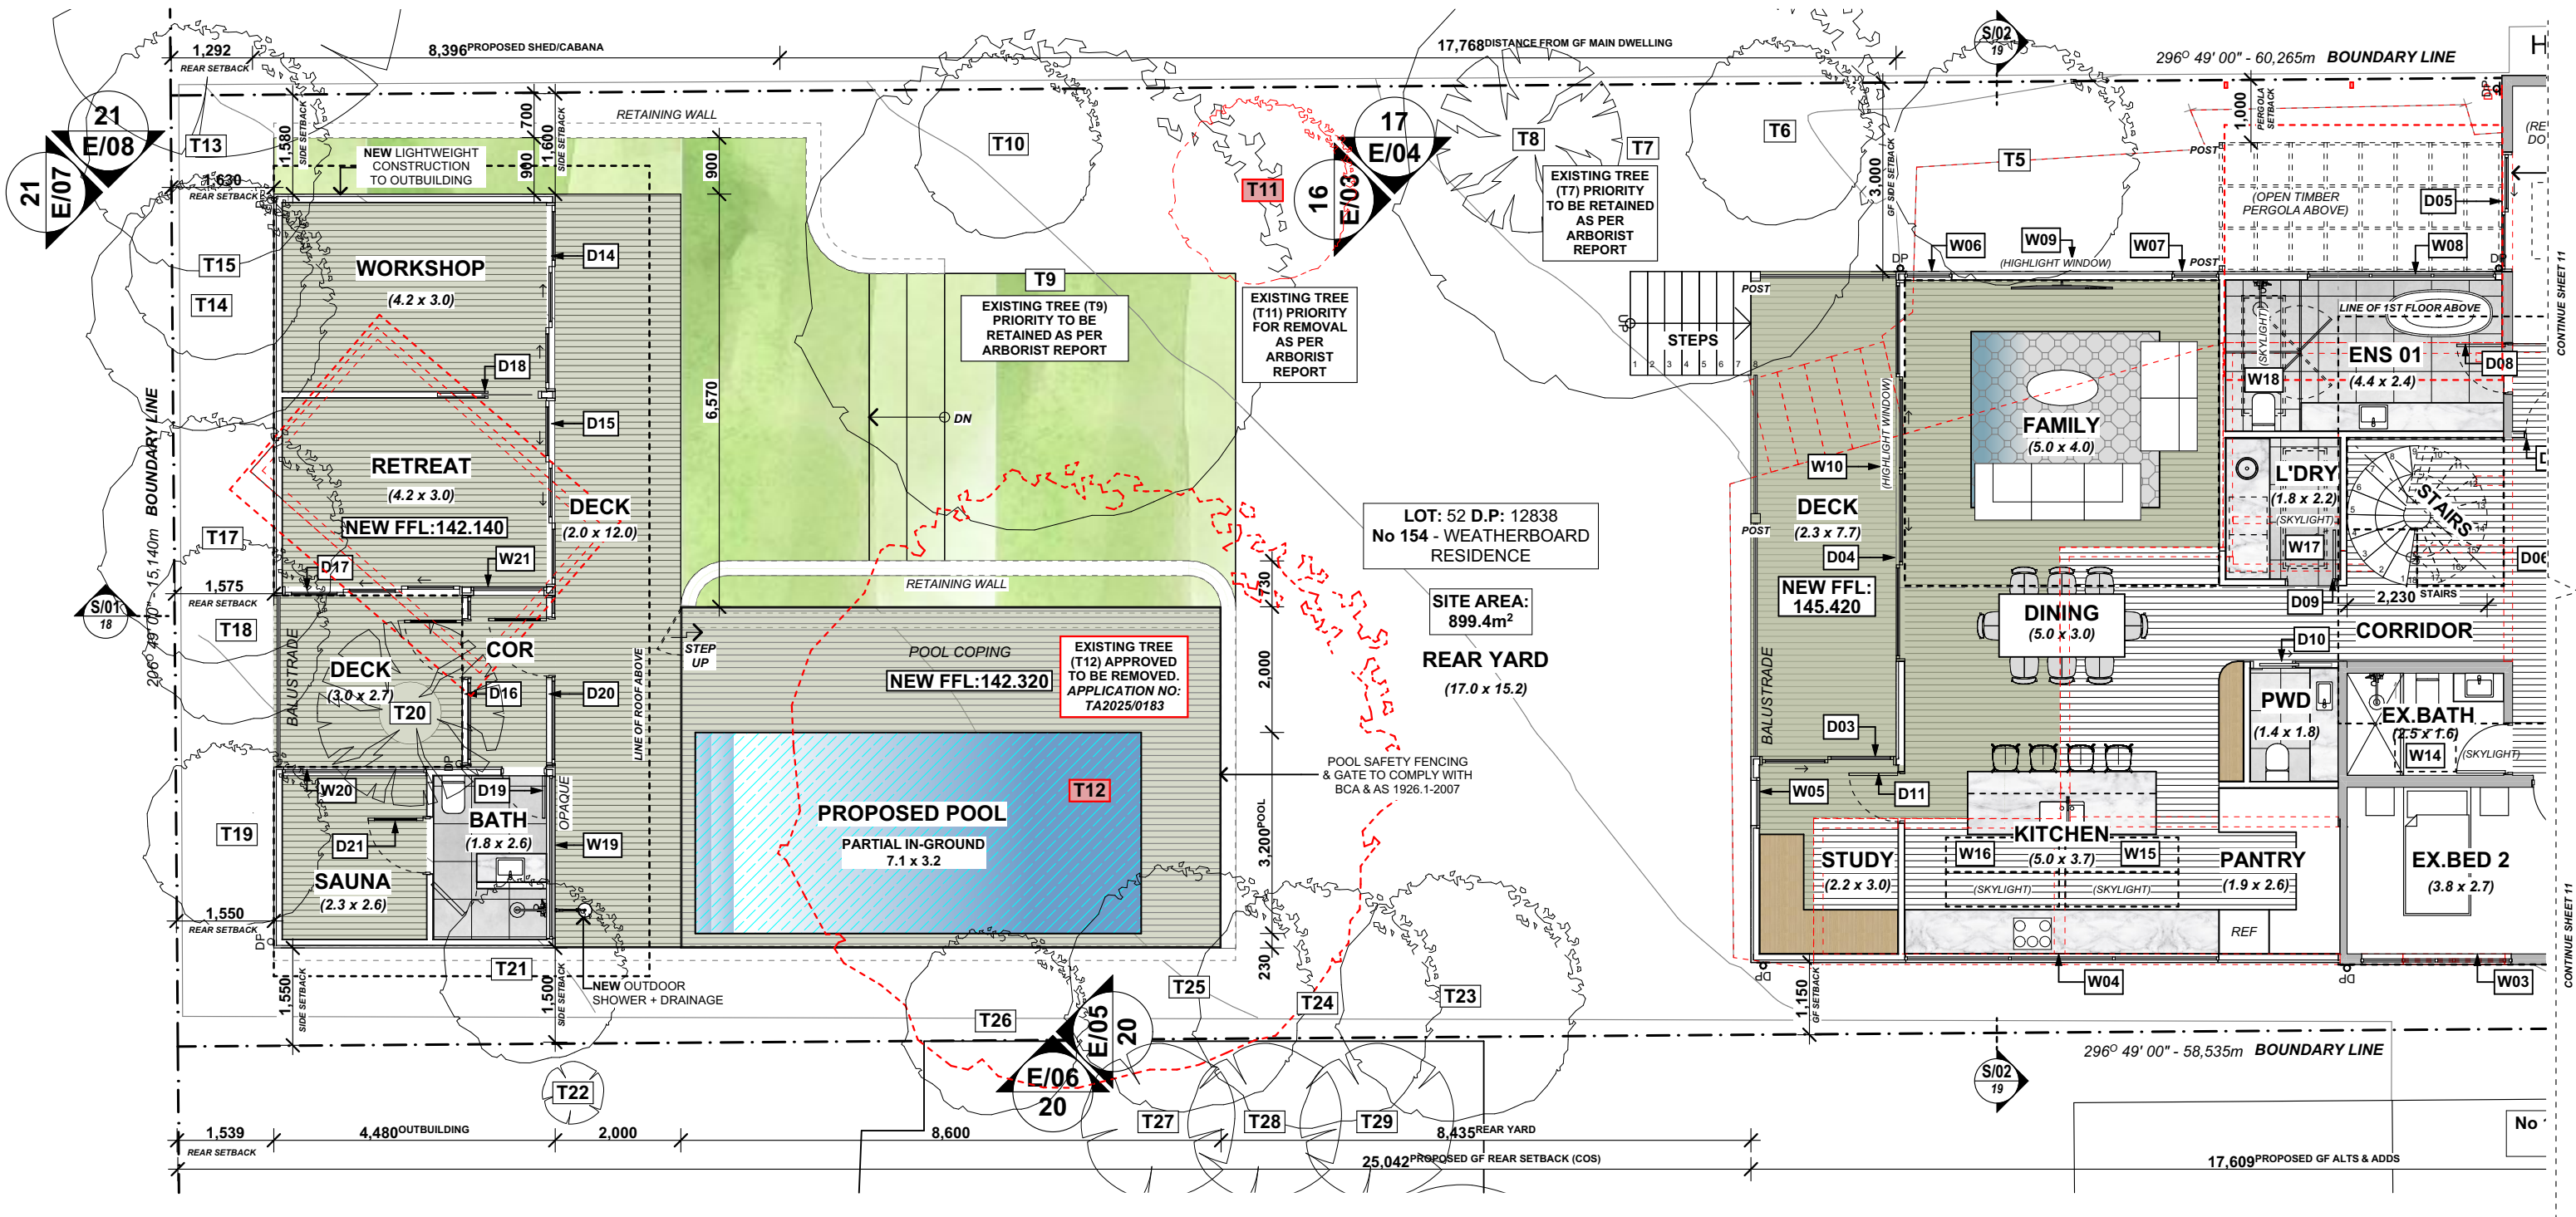 1,292
REAR SETBACK
8,396 PROPOSED SHED/CABANA
17,768 DISTANCE FROM GF MAIN DWELLING
S/02
19
296° 49' 00" - 60,265m BOUNDARY LINE
H
21
E/08
21
E/07
T13
1,580
SIDE SETBACK
700
900
1,600
SIDE SETBACK
RETAINING WALL
NEW LIGHTWEIGHT
CONSTRUCTION
TO OUTBUILDING
900
T10
T11
17
E/04
16
E/03
T8
T7
EXISTING TREE
(T7) PRIORITY
TO BE RETAINED
AS PER
ARBORIST
REPORT
T6
3,000
GF SIDE SETBACK
T5
1,000
PERGOLA
SETBACK
POST
(OPEN TIMBER
PERGOLA ABOVE)
DP
(RE
DO
D05
1,630
REAR SETBACK
T15
T14
WORKSHOP
(4.2 x 3.0)
D14
D18
T9
EXISTING TREE (T9)
PRIORITY TO BE
RETAINED AS PER
ARBORIST REPORT
EXISTING TREE
(T11) PRIORITY
FOR REMOVAL
AS PER
ARBORIST
REPORT
UP
STEPS
1 2 3 4 5 6 7 8
POST
DP
W06
W09
(HIGHLIGHT WINDOW)
W07
POST
W08
DP
LINE OF 1ST FLOOR ABOVE
(SKYLIGHT)
ENS 01
(4.4 x 2.4)
W18
D08
CONTINUE SHEET 11
BOUNDARY LINE
296° 49' 00" - 15,140m
RETREAT
(4.2 x 3.0)
NEW FFL:142.140
D15
DECK
(2.0 x 12.0)
6,570
DN
FAMILY
(5.0 x 4.0)
(HIGHLIGHT WINDOW)
W10
DECK
(2.3 x 7.7)
POST
D04
NEW FFL:
145.420
L'DRY
(1.8 x 2.2)
(SKYLIGHT)
W17
STAIRS
D06
D09
2,230 STAIRS
T17
D17
W21
1,575
REAR SETBACK
S/01
18
T18
RETAINING WALL
730
LOT: 52 D.P: 12838
No 154 - WEATHERBOARD
RESIDENCE
SITE AREA:
899.4m²
REAR YARD
(17.0 x 15.2)
DINING
(5.0 x 3.0)
D10
CORRIDOR
BALUSTRADE
DECK
(3.0 x 2.7)
T20
COR
D16
D20
LINE OF ROOF ABOVE
STEP
UP
POOL COPING
NEW FFL:142.320
EXISTING TREE
(T12) APPROVED
TO BE REMOVED.
APPLICATION NO:
TA2025/0183
2,000
BALUSTRADE
D03
PWD
(1.4 x 1.8)
EX.BATH
(2.5 x 1.6)
W14
(SKYLIGHT)
DP
W20
D19
OPAQUE
BATH
(1.8 x 2.6)
W19
D21
SAUNA
(2.3 x 2.6)
T19
T12
PROPOSED POOL
PARTIAL IN-GROUND
7.1 x 3.2
3,200 POOL
POOL SAFETY FENCING
& GATE TO COMPLY WITH
BCA & AS 1926.1-2007
W05
D11
STUDY
(2.2 x 3.0)
KITCHEN
(5.0 x 3.7)
W16
W15
(SKYLIGHT)
(SKYLIGHT)
PANTRY
(1.9 x 2.6)
REF
EX.BED 2
(3.8 x 2.7)
CONTINUE SHEET 11
1,550
REAR SETBACK
DP
1,550
SIDE SETBACK
T21
1,500
SIDE SETBACK
NEW OUTDOOR
SHOWER + DRAINAGE
230
T25
T24
T23
T26
E/05
20
E/06
20
DP
1,150
GF SETBACK
W04
DP
W03
296° 49' 00" - 58,535m BOUNDARY LINE
S/02
19
T22
T27
T28
T29
No
1,539
REAR SETBACK
4,480 OUTBUILDING
2,000
8,600
8,435 REAR YARD
25,042 PROPOSED GF REAR SETBACK (COS)
17,609 PROPOSED GF ALTS & ADDS